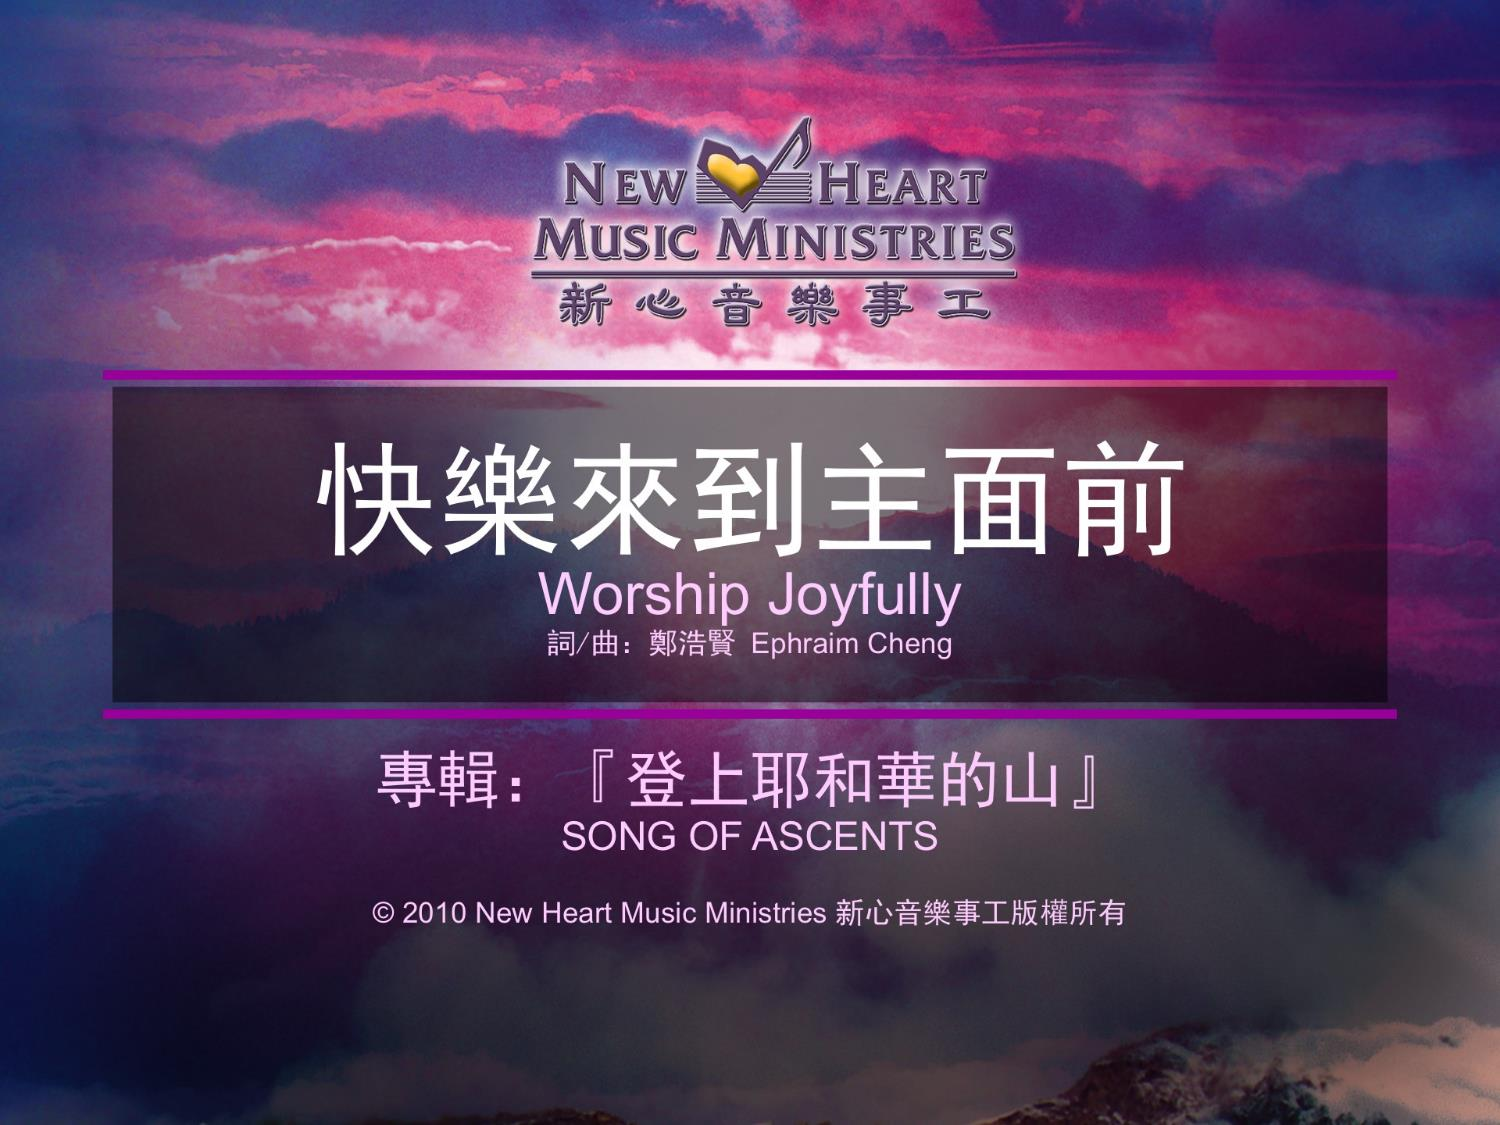 NEW HEART
MUSIC MINISTRIES
新心音樂事工
快樂來到主面前
Worship Joyfully
詞/曲：鄭浩賢 Ephraim Cheng
專輯：『登上耶和華的山』
SONG OF ASCENTS
© 2010 New Heart Music Ministries 新心音樂事工版權所有